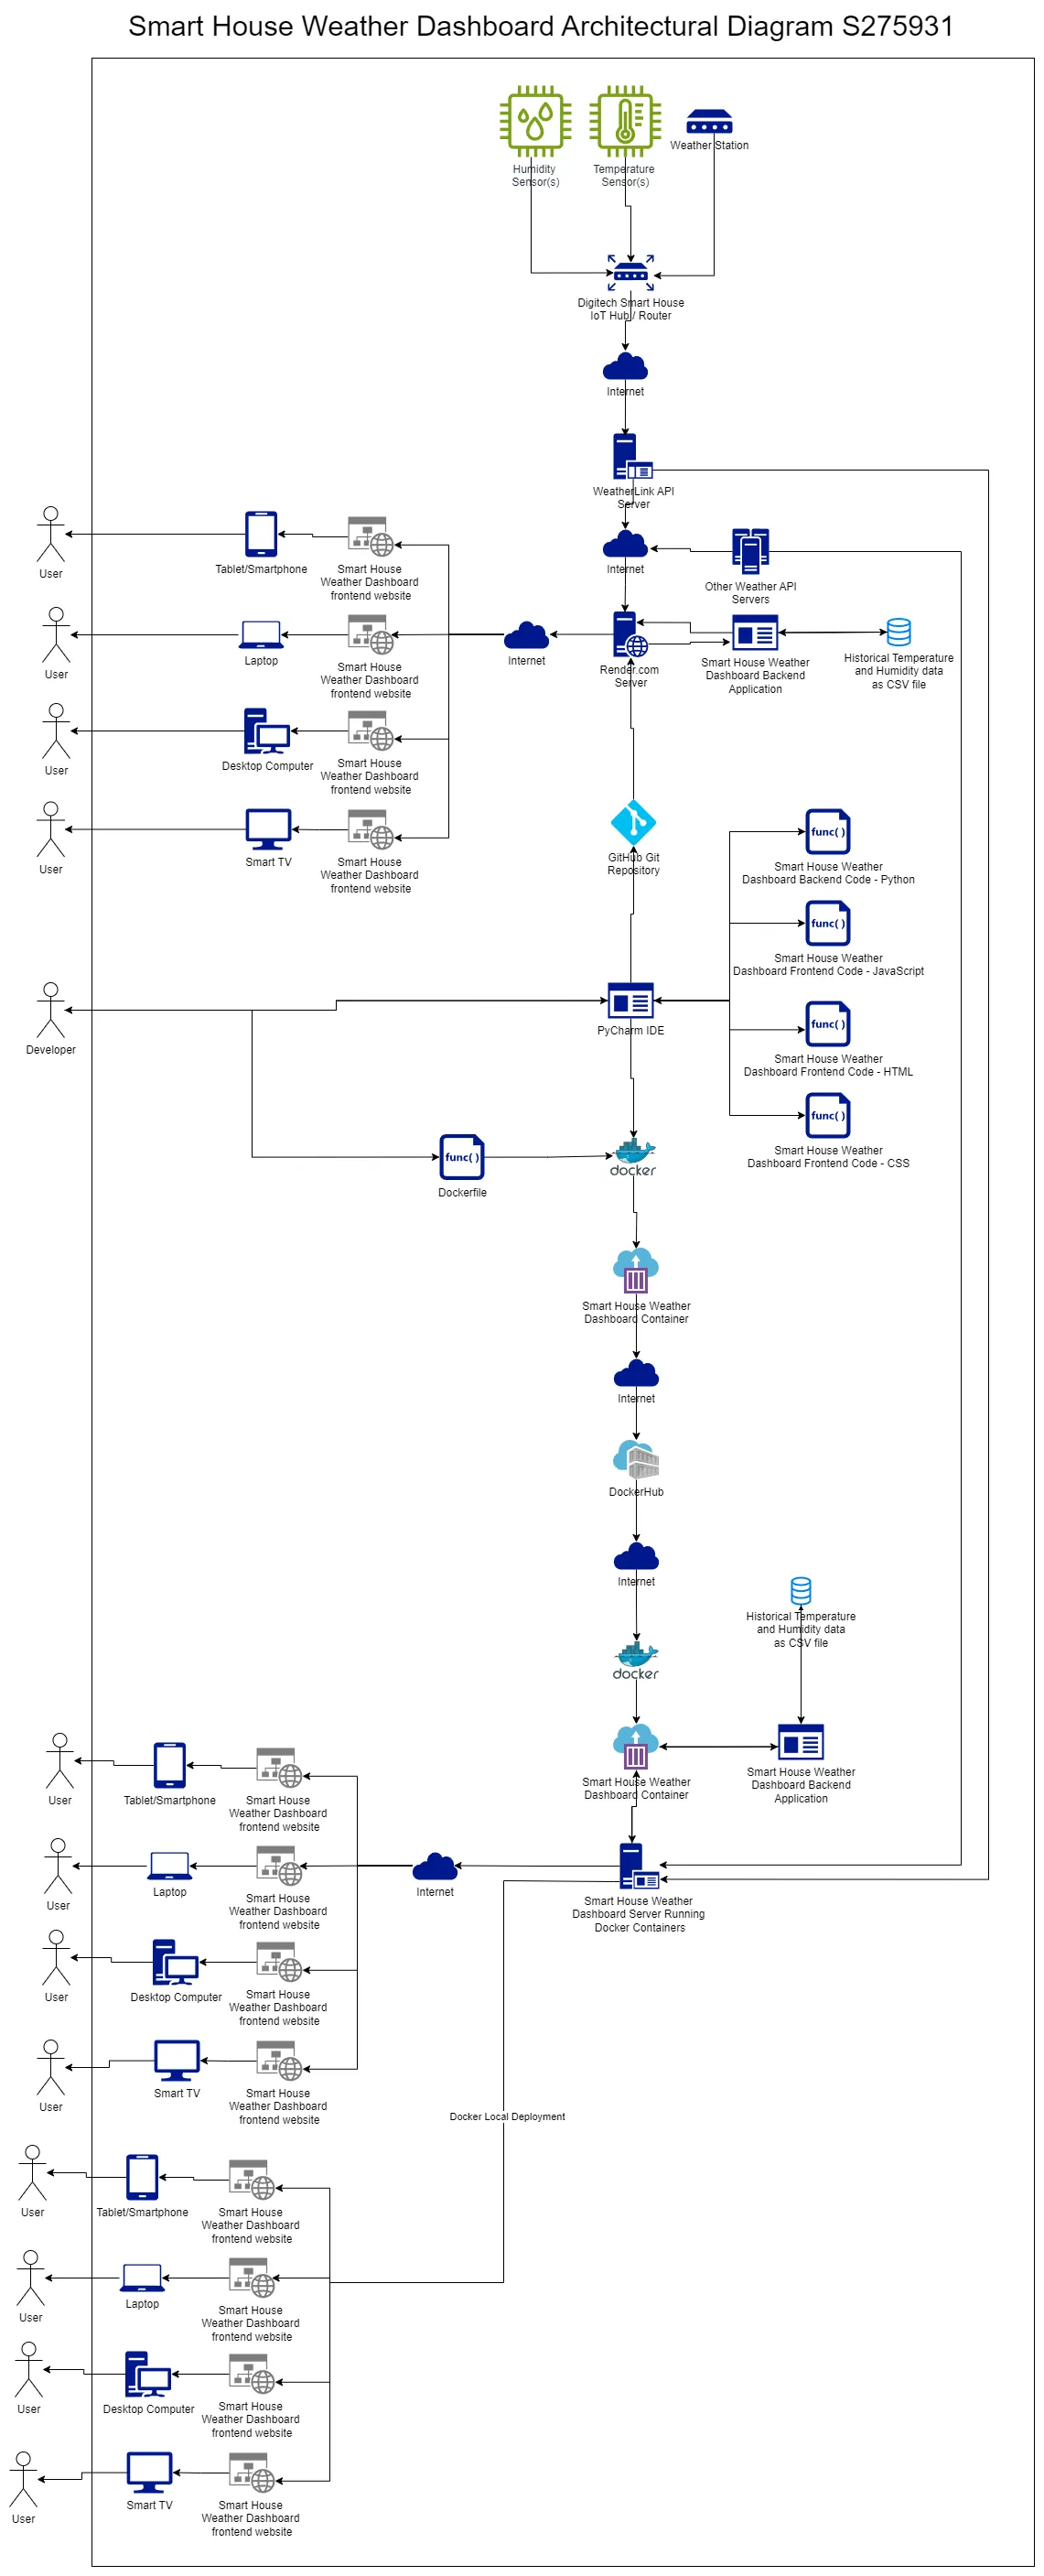 Smart House Weather Dashboard Architectural Diagram S275931
Humidity
Sensor(s)
Temperature
Sensor(s)
Weather Station
Digitech Smart House
IoT Hub / Router
Internet
WeatherLink API
Server
User
Tablet/Smartphone
Smart House
Weather Dashboard
frontend website
Internet
Other Weather API
Servers
User
Laptop
Smart House
Weather Dashboard
frontend website
Internet
Render.com
Server
Smart House Weather
Dashboard Backend
Application
Historical Temperature
and Humidity data
as CSV file
User
Desktop Computer
Smart House
Weather Dashboard
frontend website
User
Smart TV
Smart House
Weather Dashboard
frontend website
GitHub Git
Repository
func( )
Smart House Weather
Dashboard Backend Code - Python
func( )
Smart House Weather
Dashboard Frontend Code - JavaScript
Developer
PyCharm IDE
func( )
Smart House Weather
Dashboard Frontend Code - HTML
func( )
Smart House Weather
Dashboard Frontend Code - CSS
func( )
Dockerfile
docker
Smart House Weather
Dashboard Container
Internet
DockerHub
Internet
Historical Temperature
and Humidity data
as CSV file
docker
Smart House Weather
Dashboard Container
Smart House Weather
Dashboard Backend
Application
User
Tablet/Smartphone
Smart House
Weather Dashboard
frontend website
User
Laptop
Smart House
Weather Dashboard
frontend website
Internet
Smart House Weather
Dashboard Server Running
Docker Containers
User
Desktop Computer
Smart House
Weather Dashboard
frontend website
User
Smart TV
Smart House
Weather Dashboard
frontend website
Docker Local Deployment
User
Tablet/Smartphone
Smart House
Weather Dashboard
frontend website
User
Laptop
Smart House
Weather Dashboard
frontend website
User
Desktop Computer
Smart House
Weather Dashboard
frontend website
User
Smart TV
Smart House
Weather Dashboard
frontend website